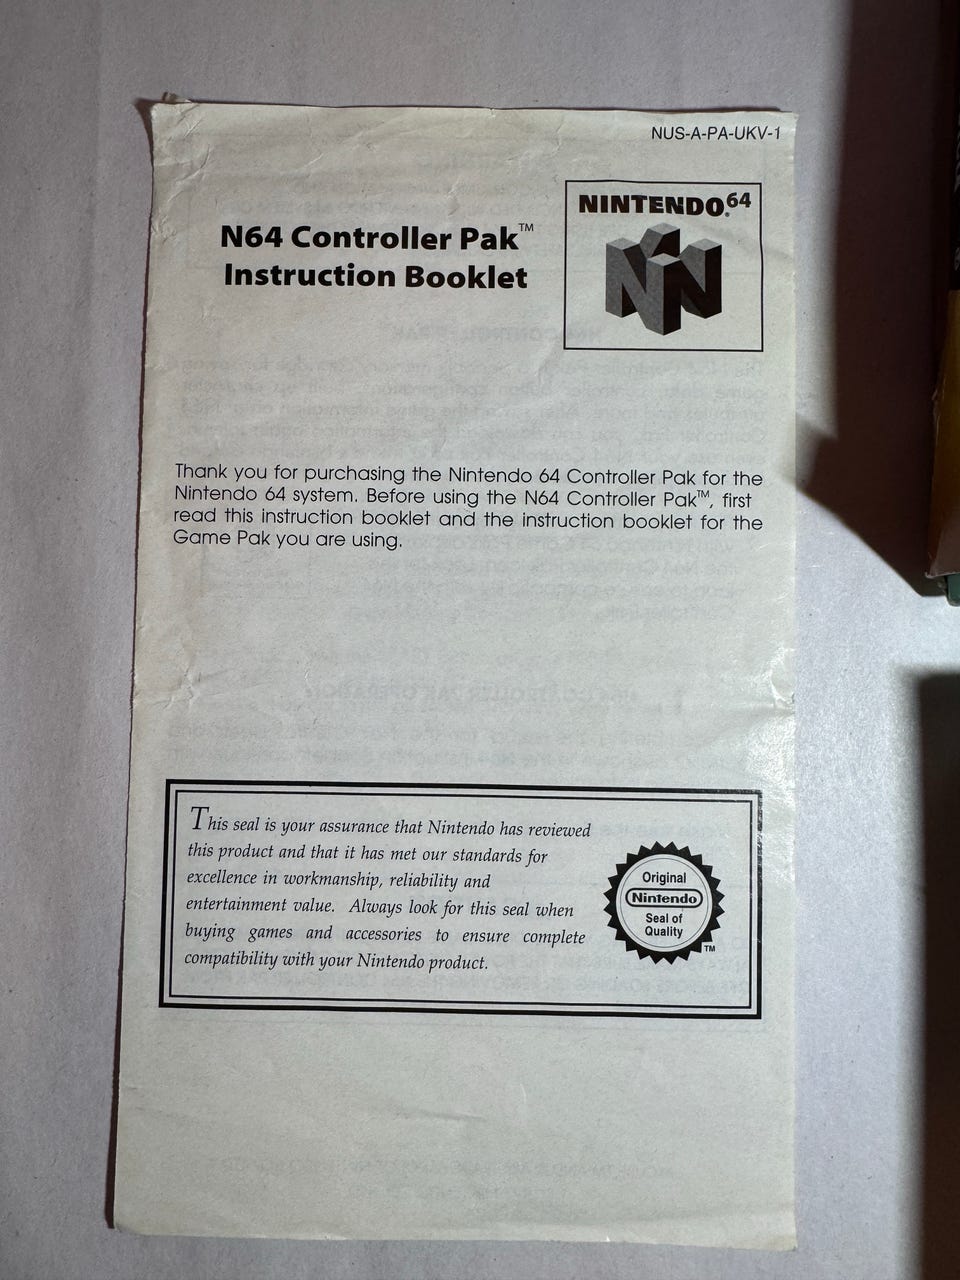 NUS-A-PA-UKV-1
NINTENDO.64
N64 Controller Pak™
Instruction Booklet
Thank you for purchasing the Nintendo 64 Controller Pak for the
Nintendo 64 system. Before using the N64 Controller Pak™, first
read this instruction booklet and the instruction booklet for the
Game Pak you are using.
This seal is your assurance that Nintendo has reviewed
this product and that it has met our standards for
excellence in workmanship, reliability and
entertainment value. Always look for this seal when
buying games and accessories to ensure complete
compatibility with your Nintendo product.
Original
Nintendo
Seal of
Quality
TM